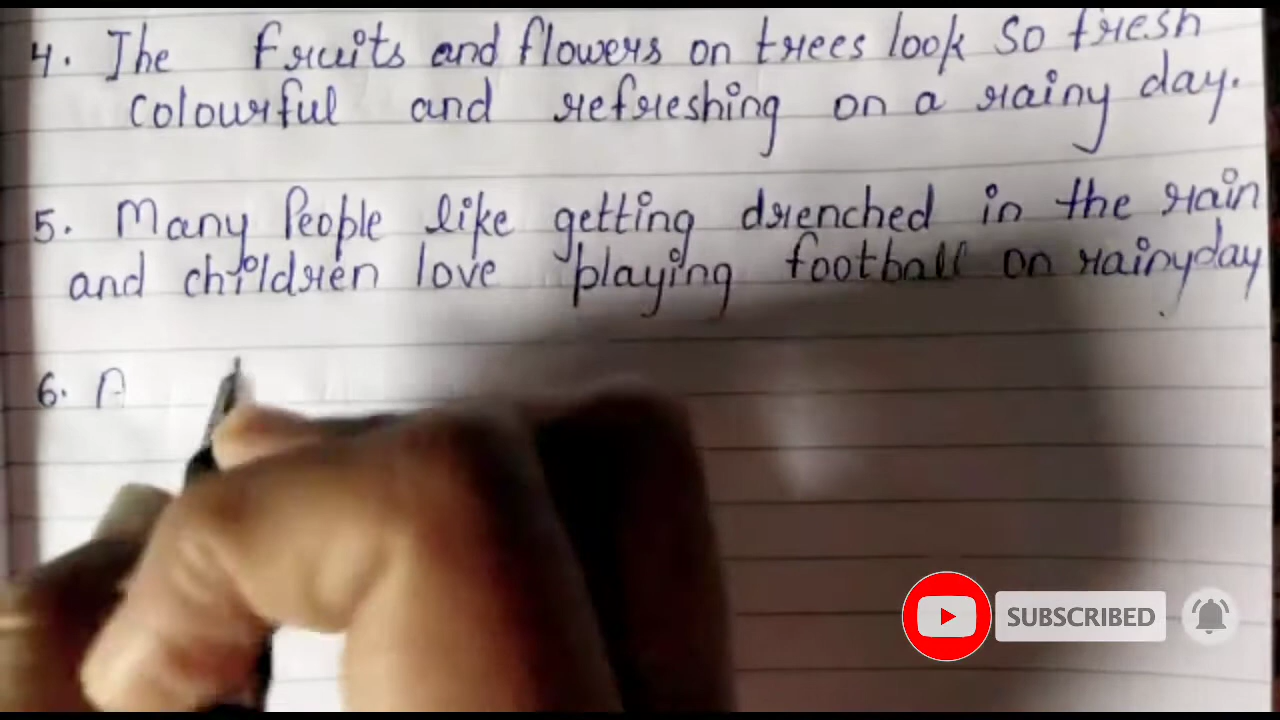 4. The fruits and flowers on trees look so fresh
colourful and refreshing on a rainy day.
5. Many People like getting drenched in the rain
and children love playing football on rainyday
6. A
SUBSCRIBED